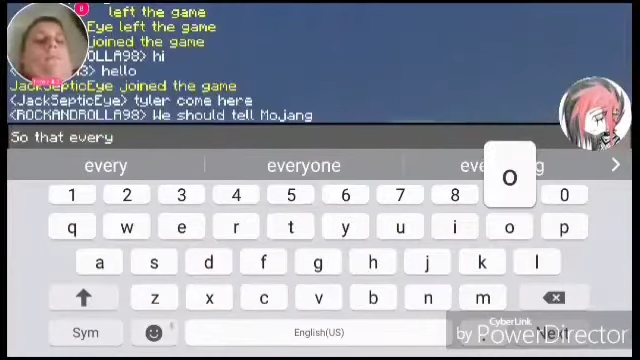 left the game
Eye left the game
joined the game
ROLLA98> hi
3> hello
JackSepticEye joined the game
<JackSepticEye> tyler come here
<ROCKANDROLLA98> We should tell Mojang
So that every
every everyone
1 2 3 4 5 6 7 8 o 0
q w e r t y u i o p
a s d f g h j k l
z x c v b n m
Sym English(US) .
CyberLink
by PowerDirector